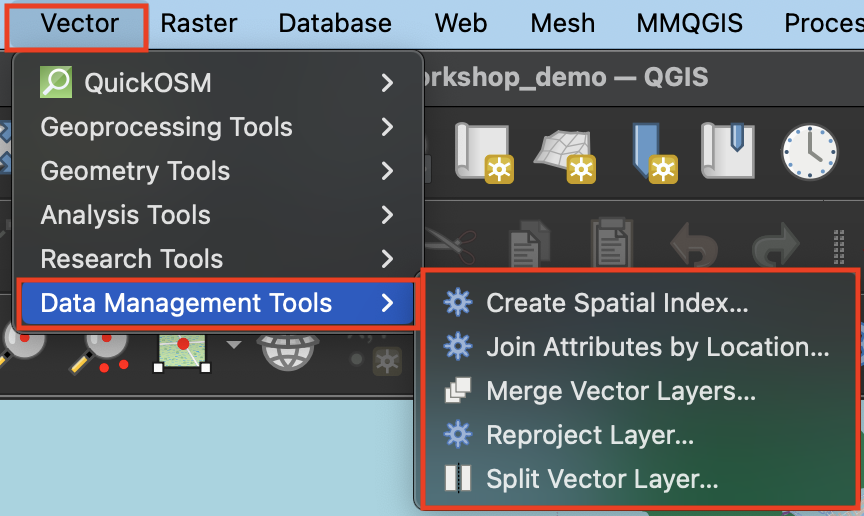 Vector Raster Database Web Mesh MMQGIS
orkshop_demo — QGIS
QuickOSM
Geoprocessing Tools
Geometry Tools
Analysis Tools
Research Tools
Data Management Tools
Create Spatial Index...
Join Attributes by Location...
Merge Vector Layers...
Reproject Layer...
Split Vector Layer...